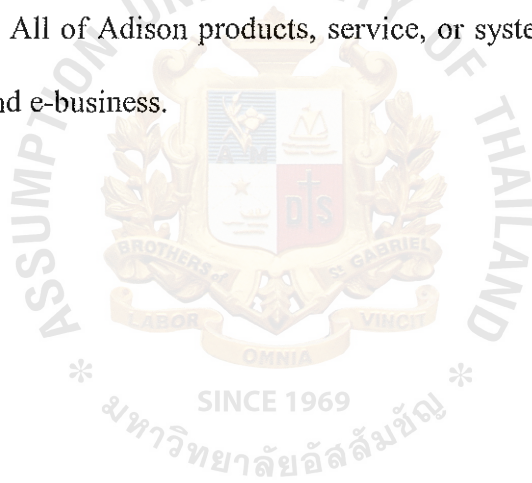 All of Adison products, service, or syste
nd e-business.
ASSUMPTION UNIVERSITY OF THAILAND
A M
D S
BROTHERS OF
ST GABRIEL
LABOR
VINCIT
OMNIA
SINCE 1969
มหาวิทยาลัยอัสสัมชัญ